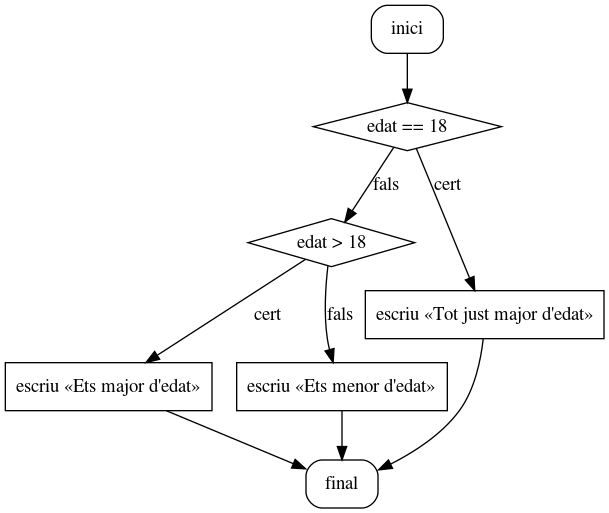 inici
edat == 18
fals
cert
edat > 18
cert
fals
escriu «Tot just major d'edat»
escriu «Ets major d'edat»
escriu «Ets menor d'edat»
final